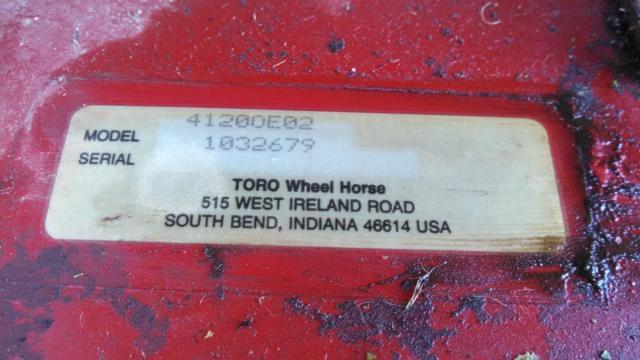 MODEL 41200E02
SERIAL 1032679
TORO Wheel Horse
515 WEST IRELAND ROAD
SOUTH BEND, INDIANA 46614 USA